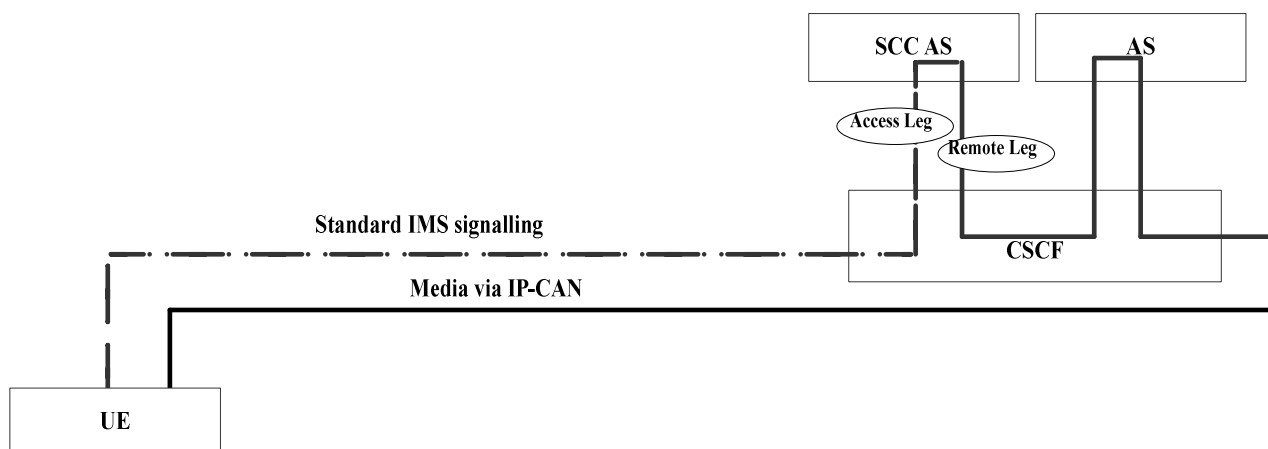 SCC AS
AS
Access Leg
Remote Leg
Standard IMS signalling
CSCF
Media via IP-CAN
UE